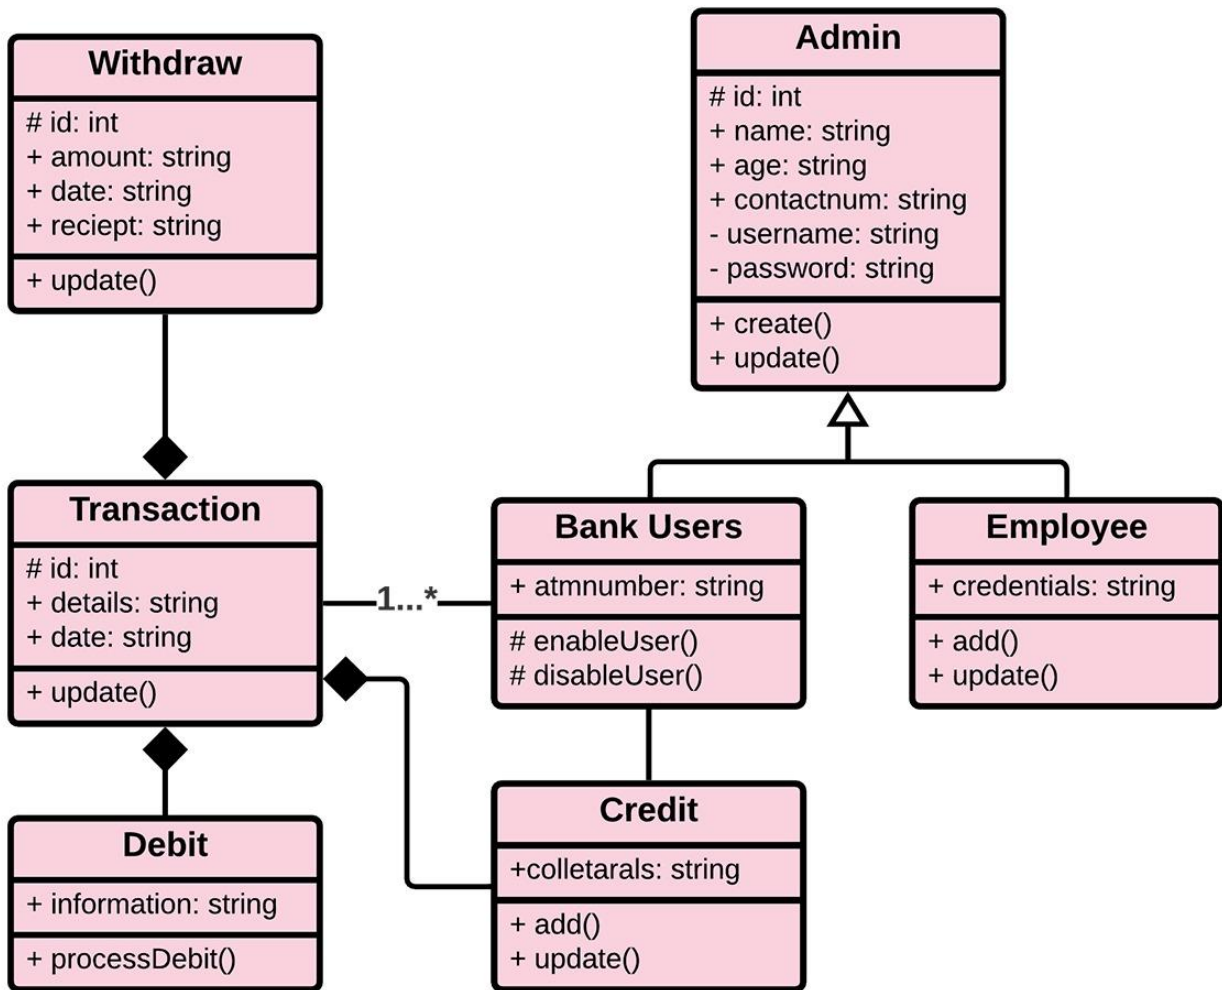 Withdraw
# id: int
+ amount: string
+ date: string
+ reciept: string
+ update()
Admin
# id: int
+ name: string
+ age: string
+ contactnum: string
- username: string
- password: string
+ create()
+ update()
Transaction
# id: int
+ details: string
+ date: string
+ update()
1...*
Bank Users
+ atmnumber: string
# enableUser()
# disableUser()
Employee
+ credentials: string
+ add()
+ update()
Debit
+ information: string
+ processDebit()
Credit
+colletarals: string
+ add()
+ update()